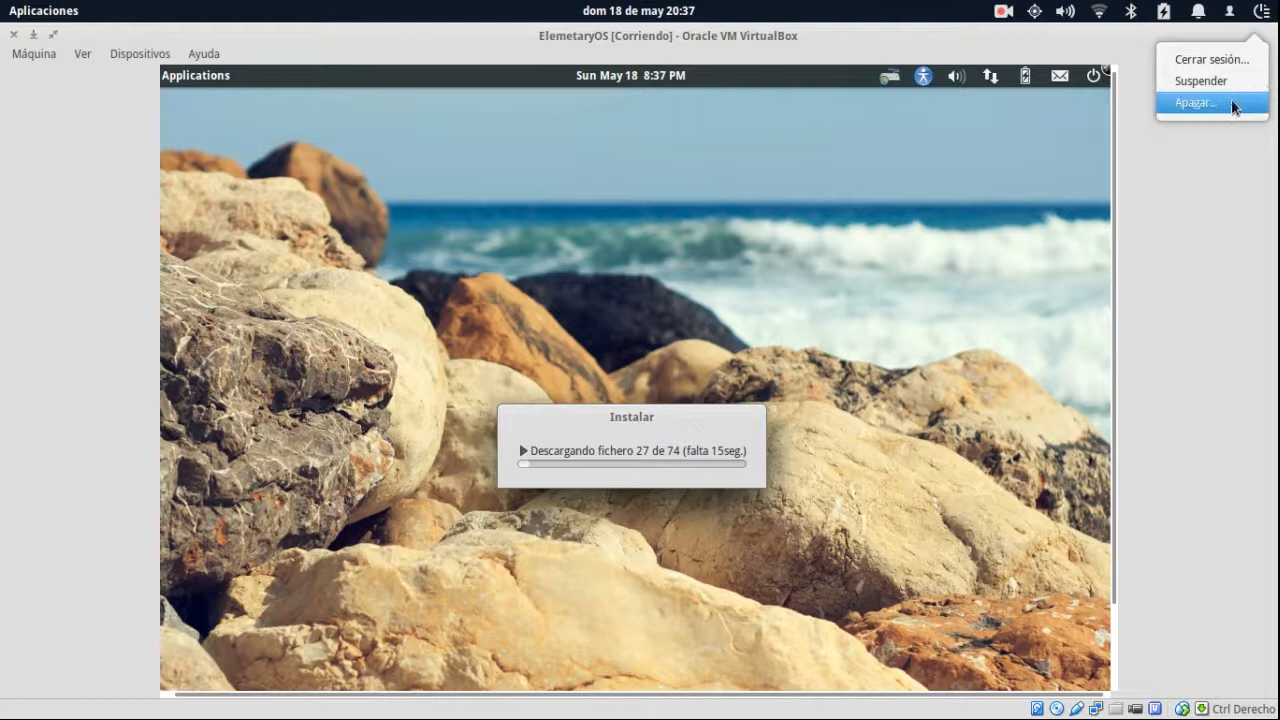 Aplicaciones
dom 18 de may 20:37
ElemetaryOS [Corriendo] - Oracle VM VirtualBox
Máquina
Ver
Dispositivos
Ayuda
Cerrar sesión...
Suspender
Apagar...
Applications
Sun May 18 8:37 PM
Instalar
Descargando fichero 27 de 74 (falta 15seg.)
Ctrl Derecho